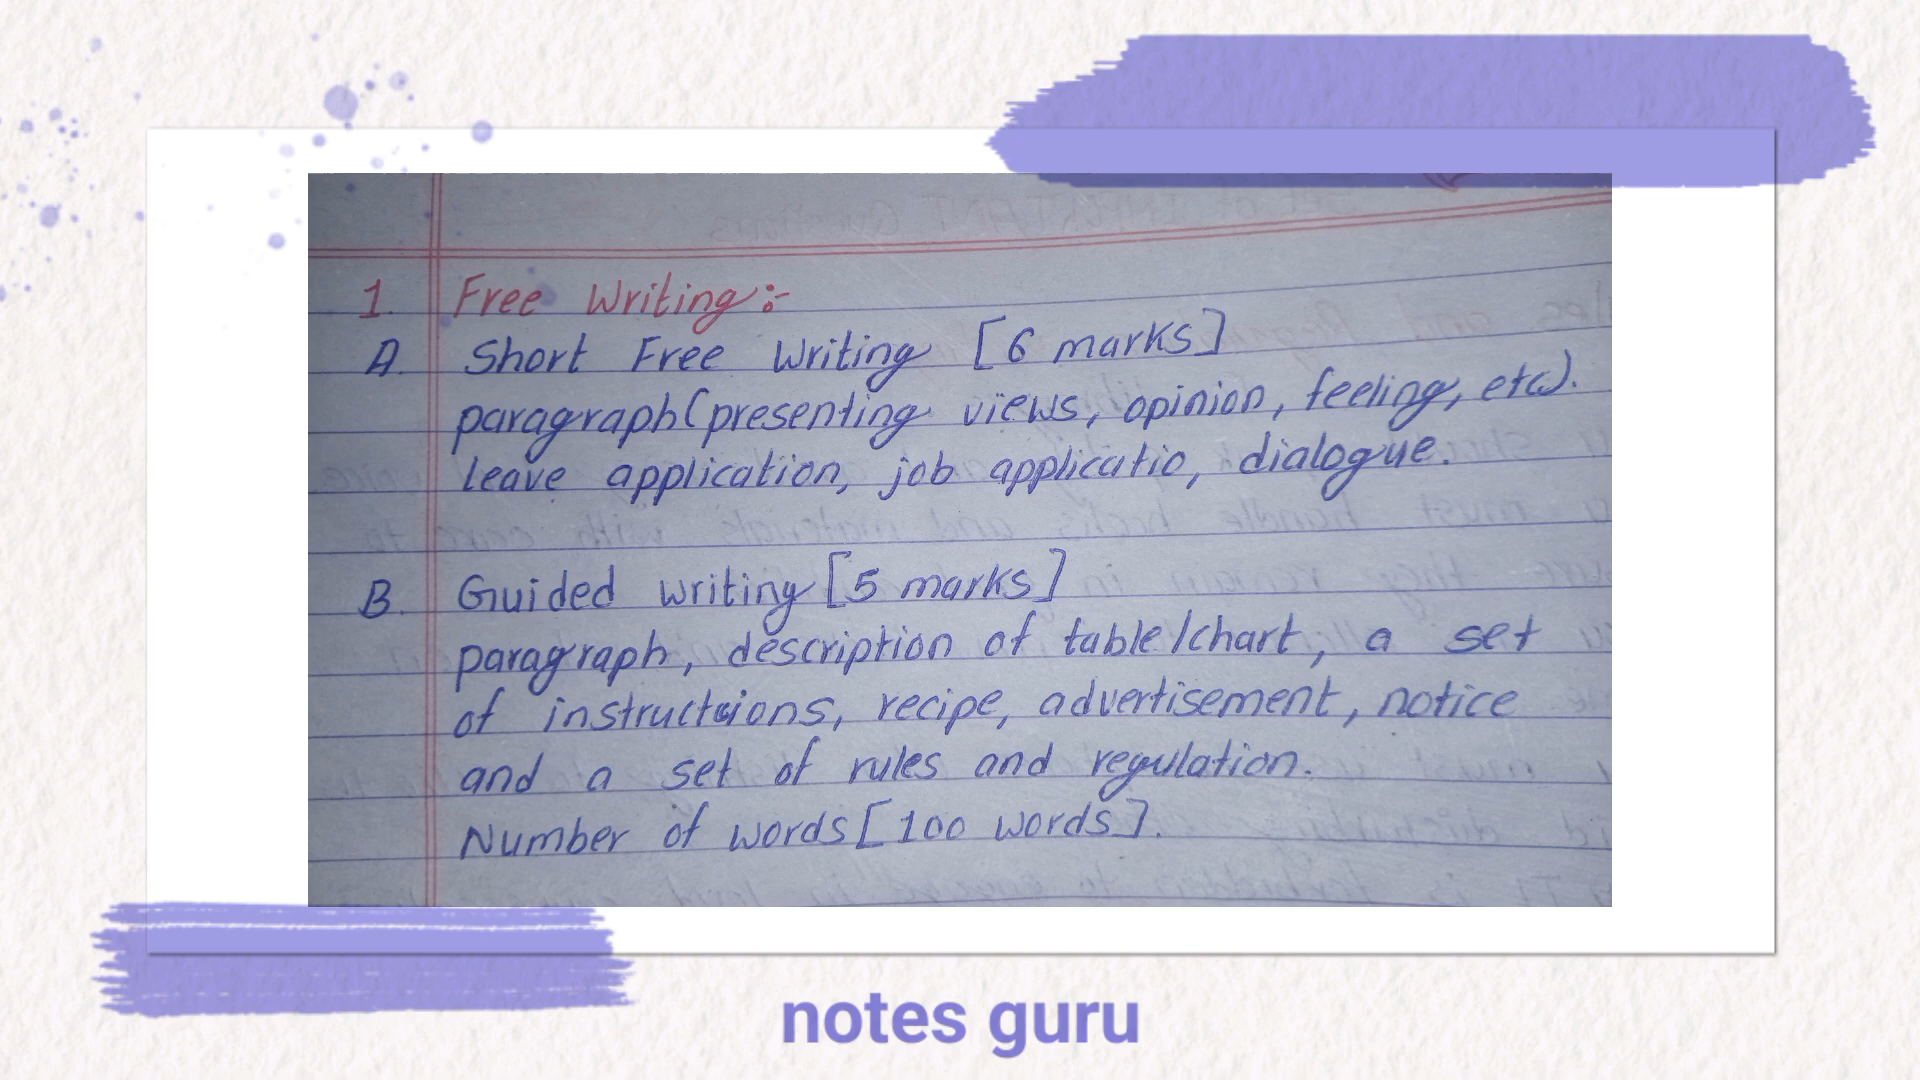 1. Free Writing:-
A. Short Free Writing [6 marks]
paragraph(presenting views, opinion, feeling, etc).
leave application, job applicatio, dialogue.
B. Guided writing [5 marks]
paragraph, description of table/chart, a set
of instructaions, recipe, advertisement, notice
and a set of rules and regulation.
Number of words [100 words].
notes guru